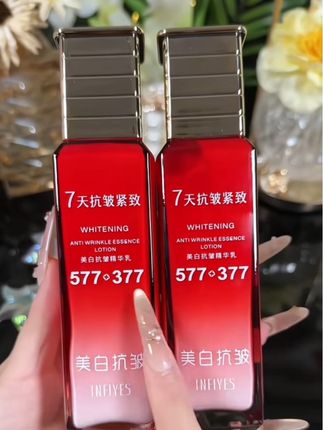 7天抗皱紧致
WHITENING
ANTI WRINKLE ESSENCE
LOTION
美白抗皱精华乳
577◇377
美白抗皱
INFIYES
7天抗皱紧致
WHITENING
ANTI WRINKLE ESSENCE
LOTION
美白抗皱精华乳
577◇377
美白抗皱
INFIYES